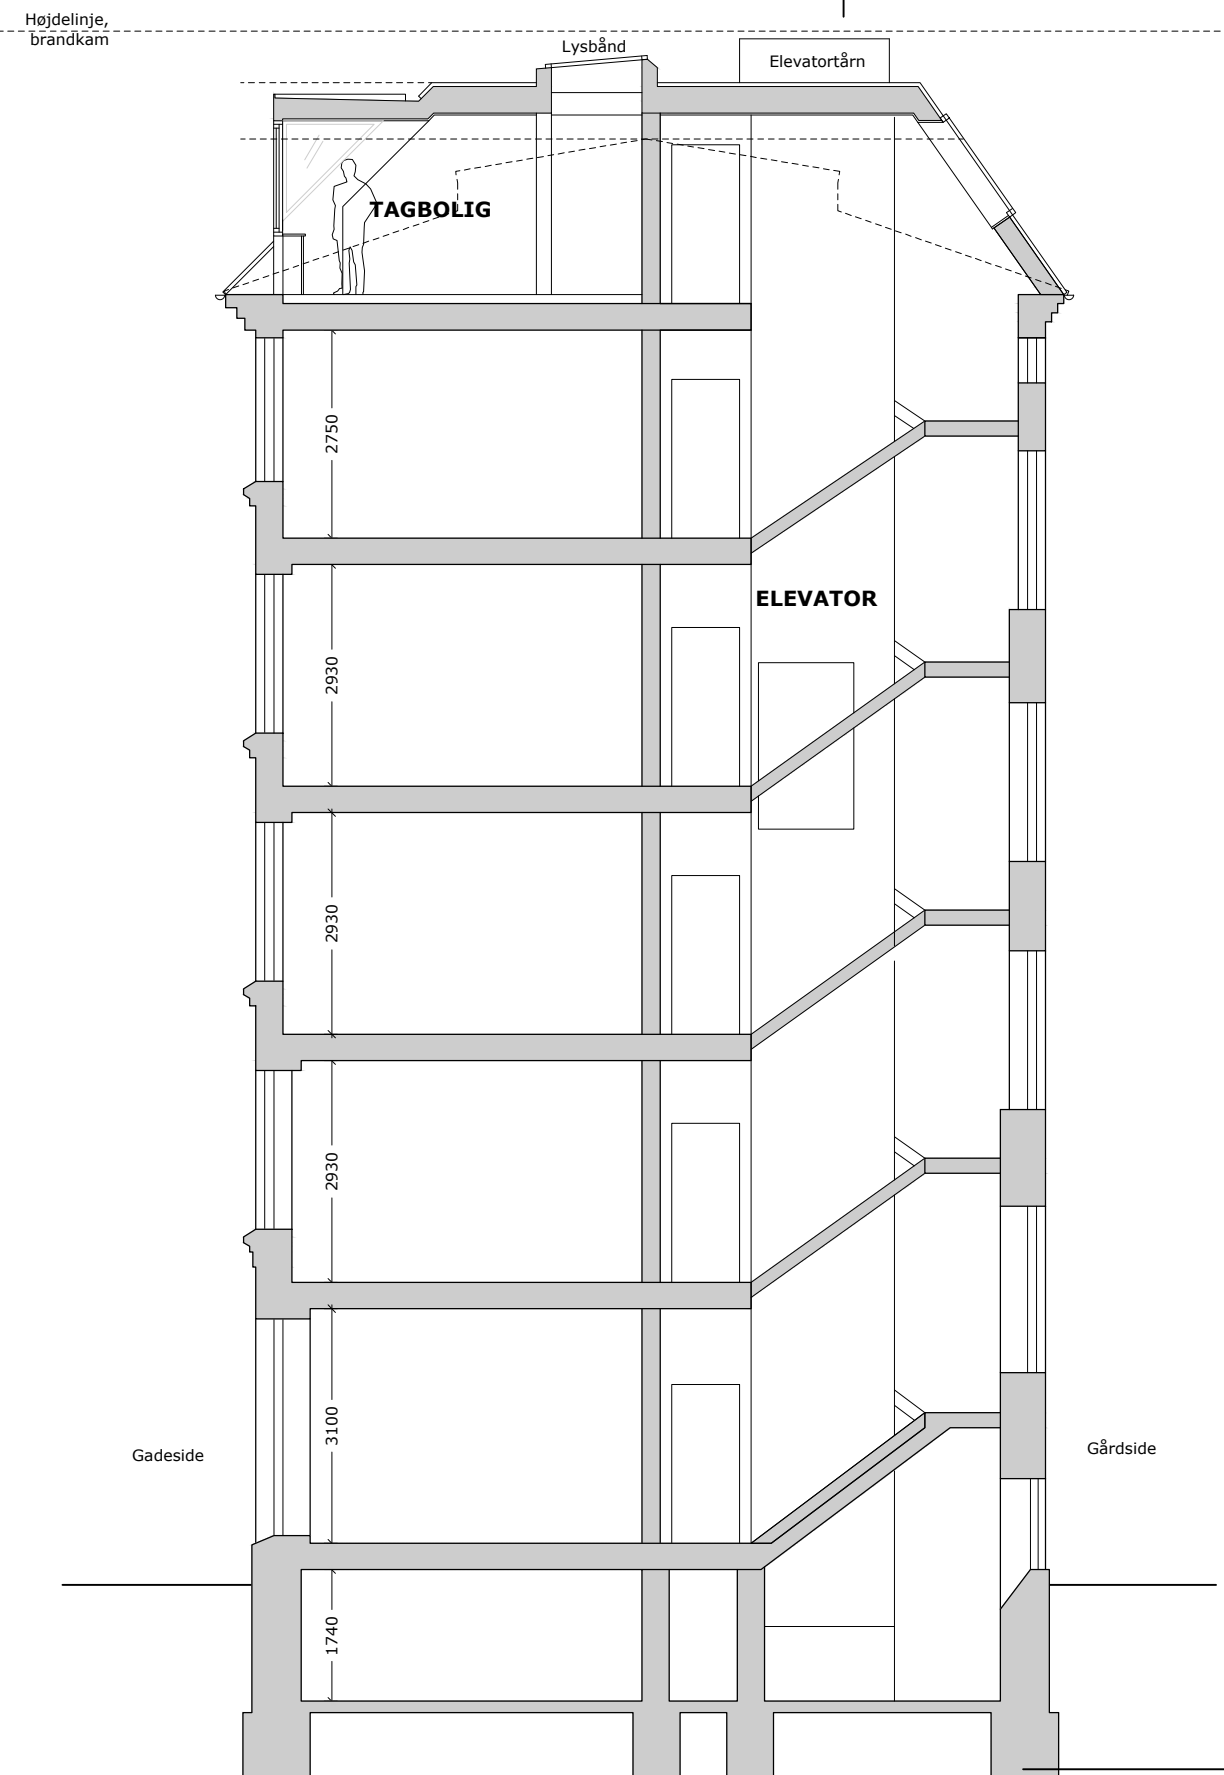 Højdelinje,
brandkam
Lysbånd
Elevatortårn
TAGBOLIG
2750
ELEVATOR
2930
2930
2930
3100
Gadeside
Gårdside
1740